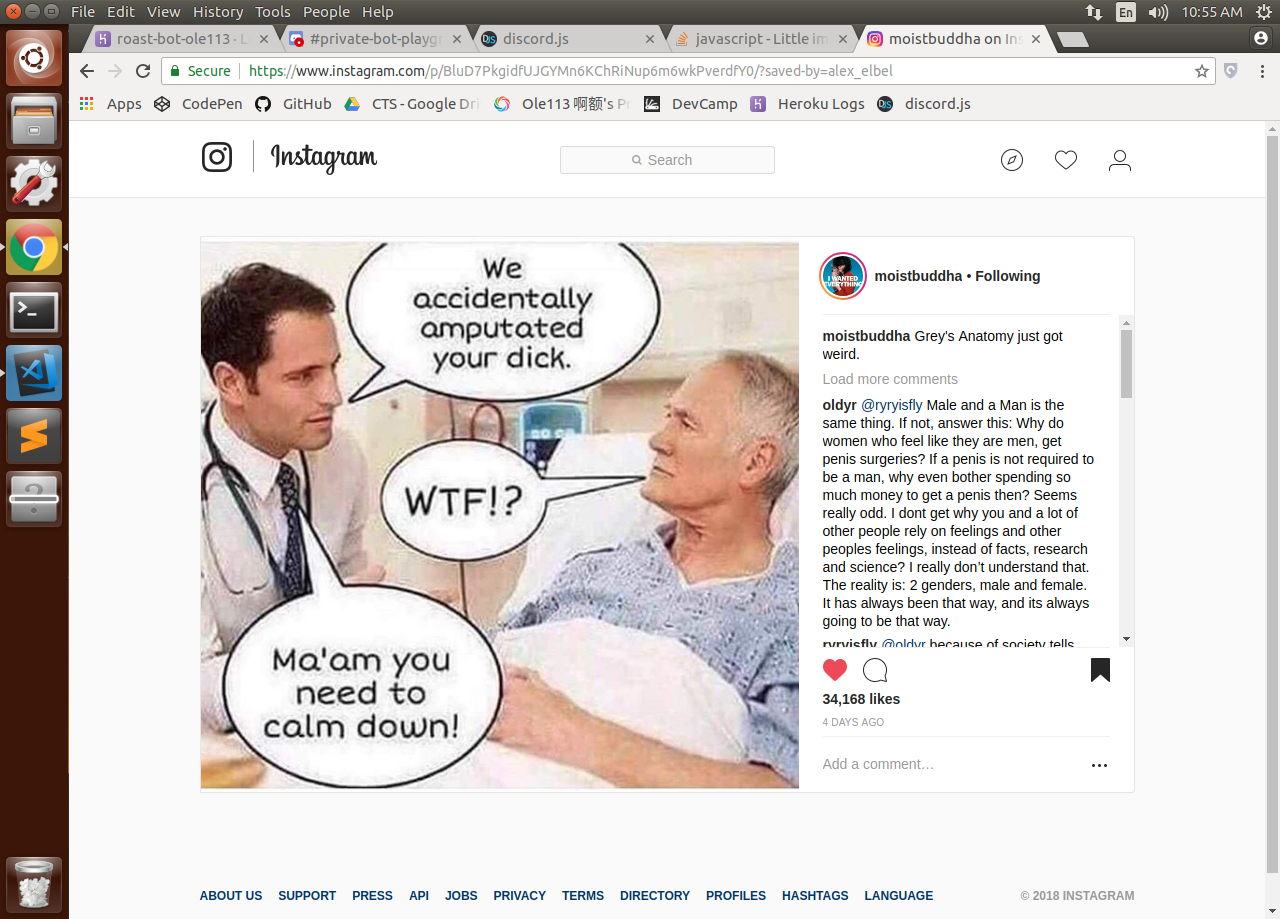 File Edit View History Tools People Help
En 10:55 AM
roast-bot-ole113 · L
#private-bot-playgr
discord.js
javascript - Little im
moistbuddha on Ins
Secure https://www.instagram.com/p/BluD7PkgidfUJGYMn6KChRiNup6m6wkPverdfY0/?saved-by=alex_elbel
Apps CodePen GitHub CTS - Google Dri Ole113 啊额's Pr DevCamp Heroku Logs discord.js
Instagram
Search
We
accidentally
amputated
your dick.
WTF!?
Ma'am you
need to
calm down!
I WANTED
EVERYTHING
moistbuddha • Following
moistbuddha Grey's Anatomy just got
weird.
Load more comments
oldyr @ryryisfly Male and a Man is the
same thing. If not, answer this: Why do
women who feel like they are men, get
penis surgeries? If a penis is not required to
be a man, why even bother spending so
much money to get a penis then? Seems
really odd. I dont get why you and a lot of
other people rely on feelings and other
peoples feelings, instead of facts, research
and science? I really don't understand that.
The reality is: 2 genders, male and female.
It has always been that way, and its always
going to be that way.
ryryisfly @oldyr because of society tells
34,168 likes
4 DAYS AGO
Add a comment…
ABOUT US SUPPORT PRESS API JOBS PRIVACY TERMS DIRECTORY PROFILES HASHTAGS LANGUAGE
© 2018 INSTAGRAM